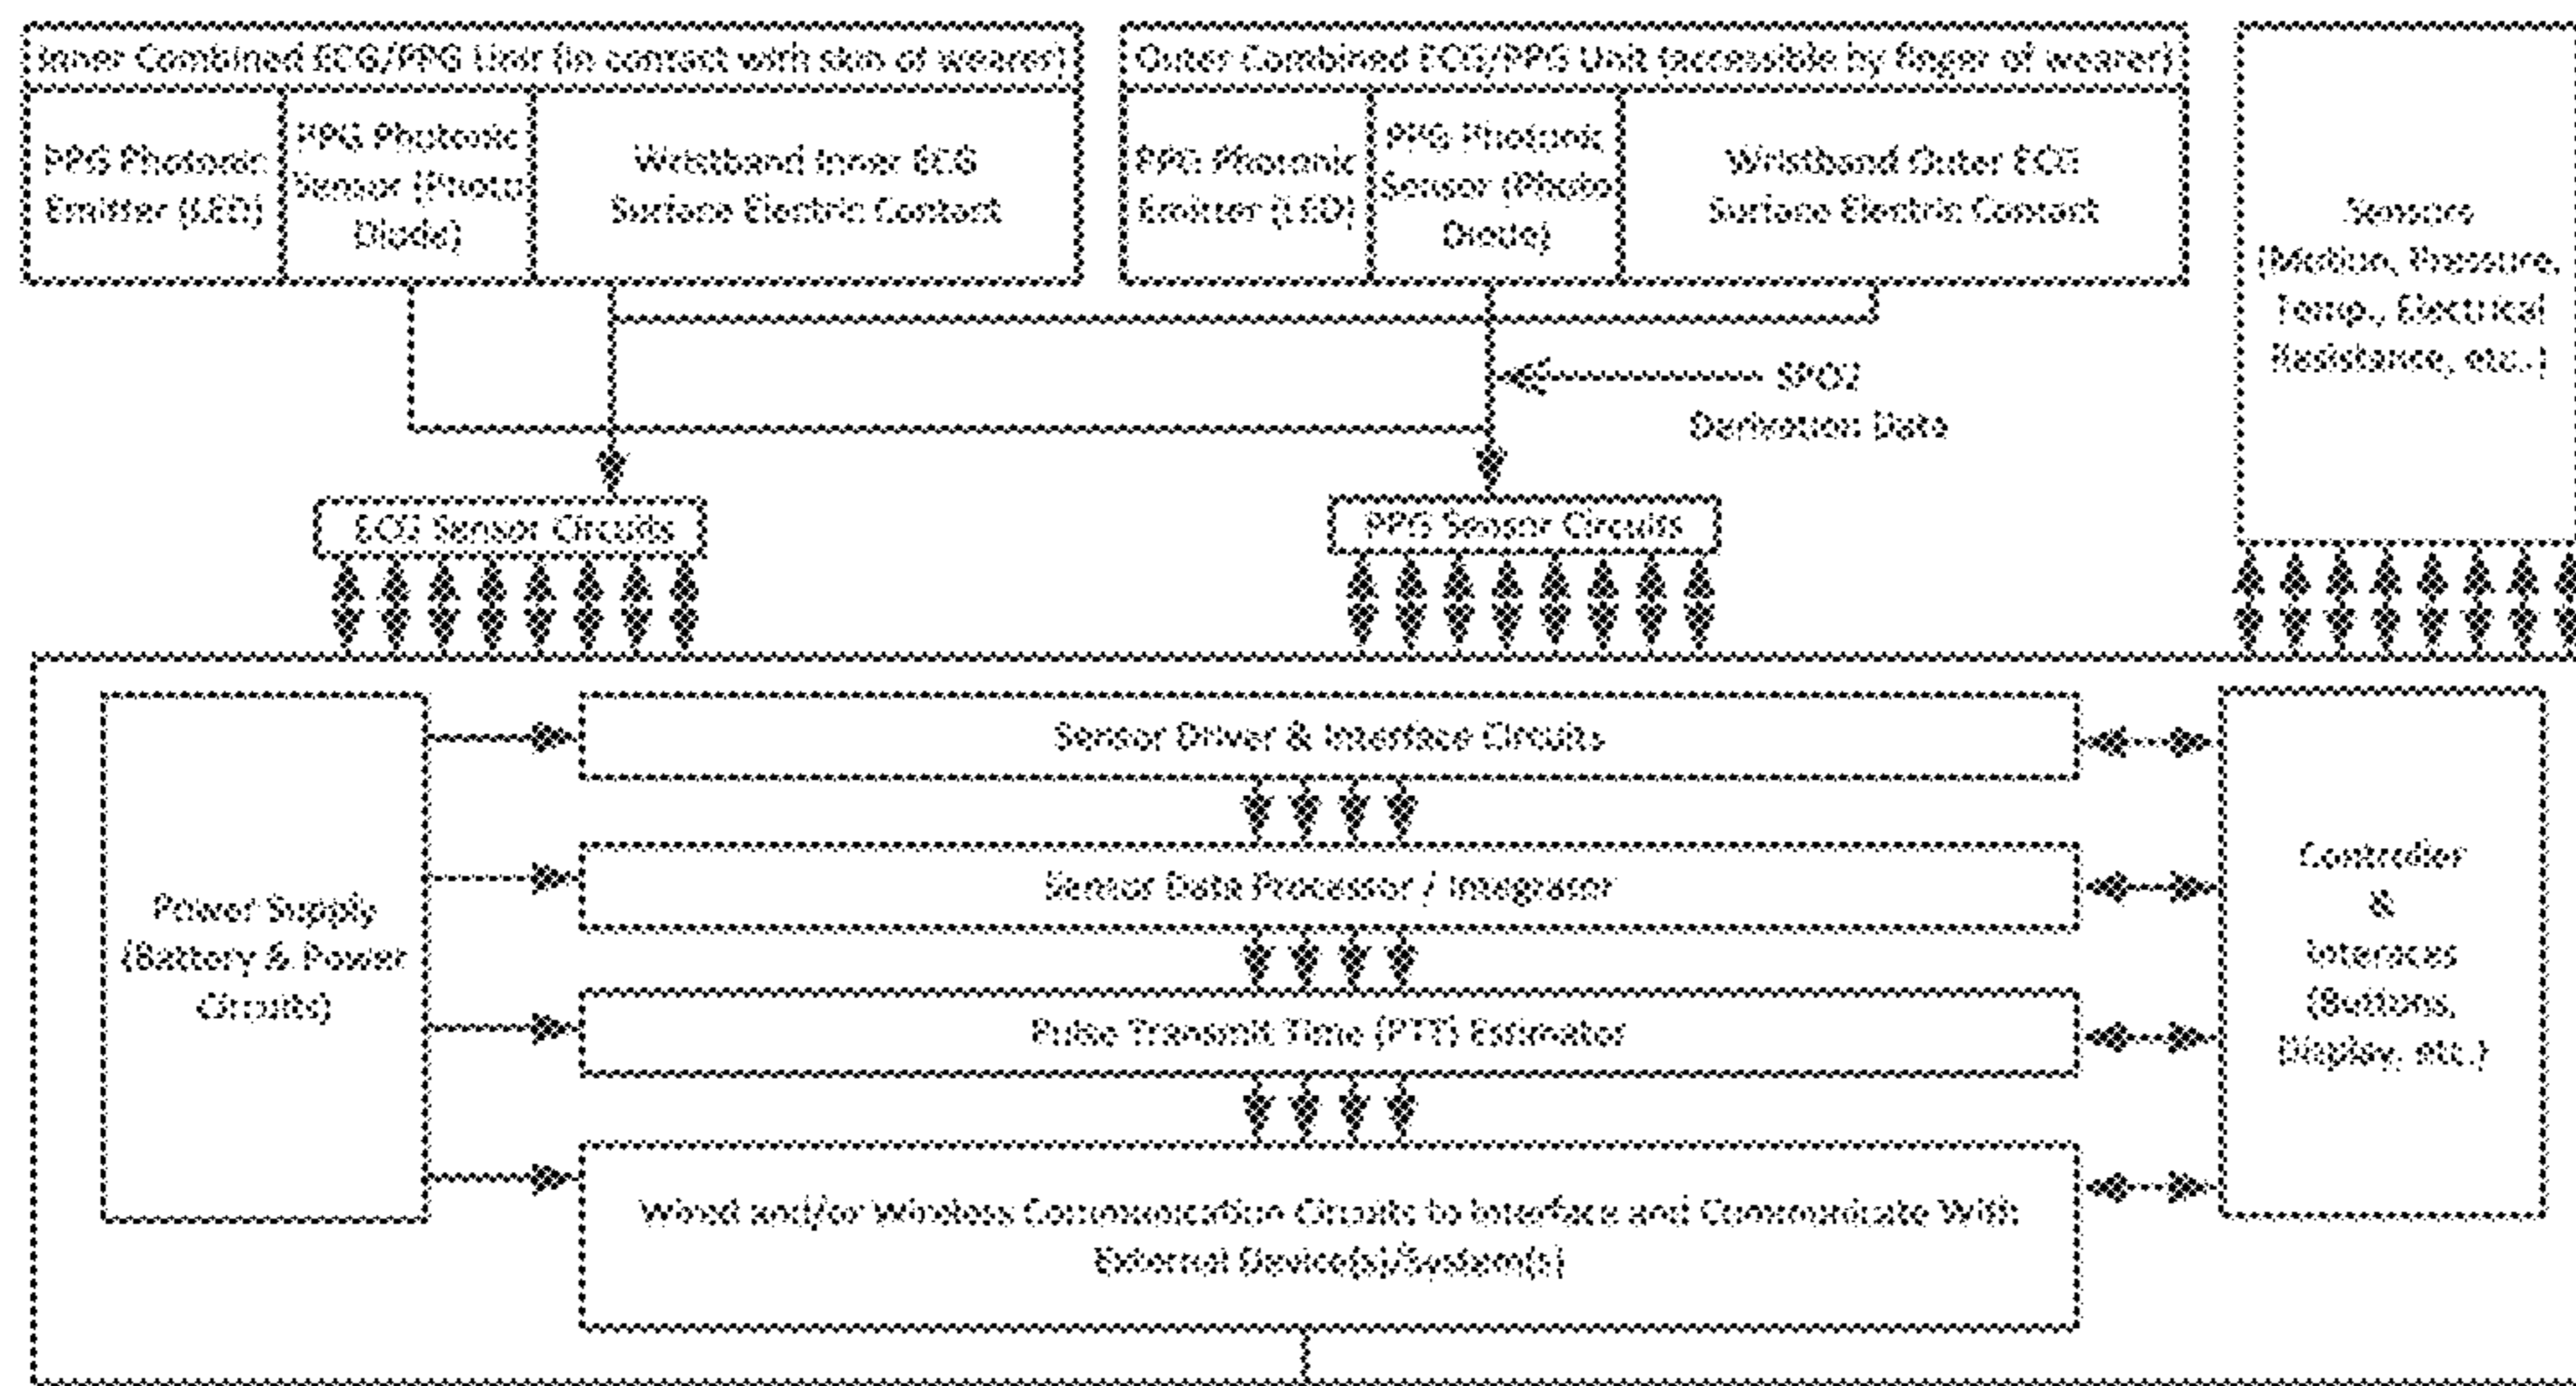 Inner Combined ECG/PPG Unit (in contact with skin of wearer)
PPG Photonic
Emitter (LED)
PPG Photonic
Sensor (Photo
Diode)
Wristband Inner ECG
Surface Electric Contact
Outer Combined ECG/PPG Unit (accessible by finger of wearer)
PPG Photonic
Emitter (LED)
PPG Photonic
Sensor (Photo
Diode)
Wristband Outer ECG
Surface Electric Contact
Sensors
(Motion, Pressure,
Temp., Electrical
Resistance, etc.)
SPO2
Derivation Data
ECG Sensor Circuits
PPG Sensor Circuits
Power Supply
(Battery & Power
Circuits)
Sensor Driver & Interface Circuits
Sensor Data Processor / Integrator
Pulse Transmit Time (PTT) Estimator
Wired and/or Wireless Communication Circuits to Interface and Communicate With
External Device(s)/System(s)
Controller
&
Interaces
(Buttons,
Display, etc.)